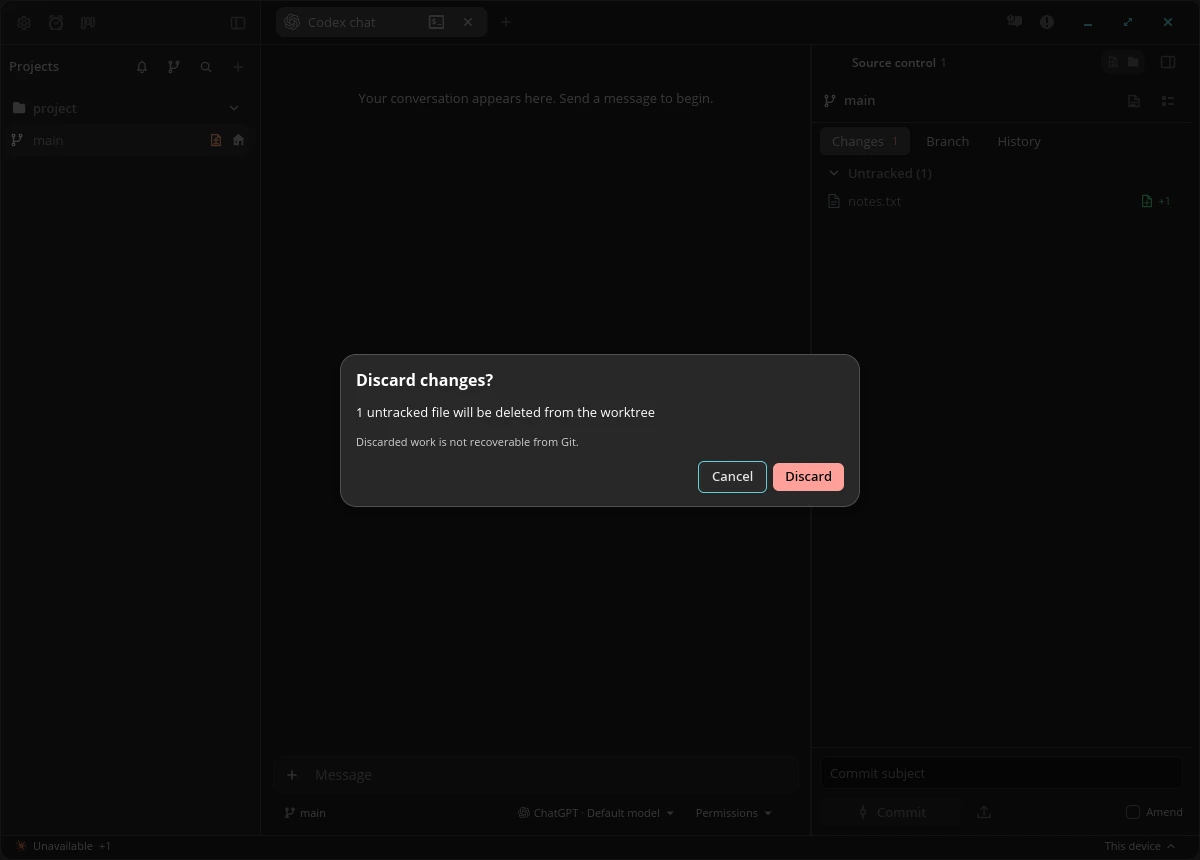 Codex chat
Projects
project
main
Your conversation appears here. Send a message to begin.
Source control 1
main
Changes 1
Branch
History
Untracked (1)
notes.txt
+1
Discard changes?
1 untracked file will be deleted from the worktree
Discarded work is not recoverable from Git.
Cancel
Discard
Message
main
ChatGPT · Default model
Permissions
Commit subject
Commit
Amend
Unavailable +1
This device